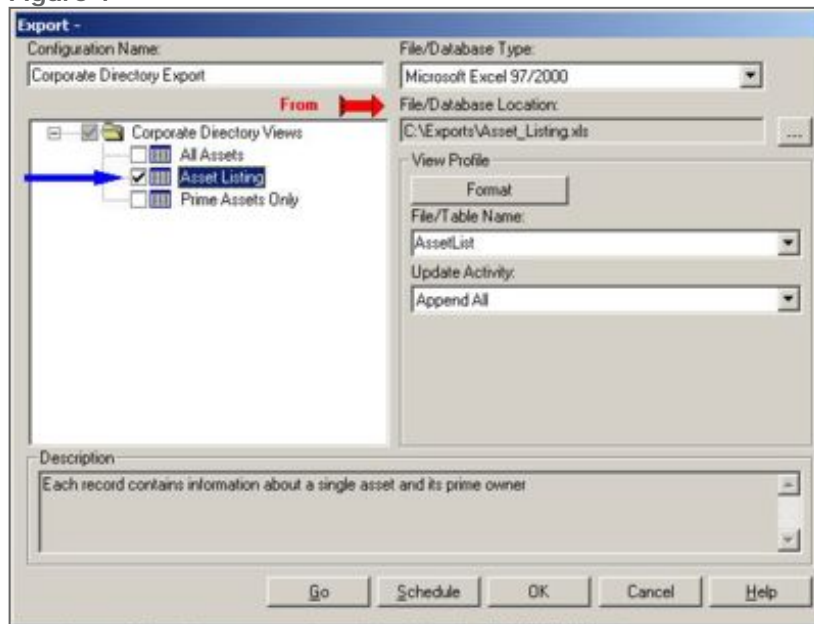 Export -
Configuration Name:
Corporate Directory Export
From
Corporate Directory Views
All Assets
Asset Listing
Prime Assets Only
File/Database Type:
Microsoft Excel 97/2000
File/Database Location:
C:\Exports\Asset_Listing.xls
...
View Profile
Format
File/Table Name:
AssetList
Update Activity:
Append All
Description
Each record contains information about a single asset and its prime owner
Go
Schedule
OK
Cancel
Help